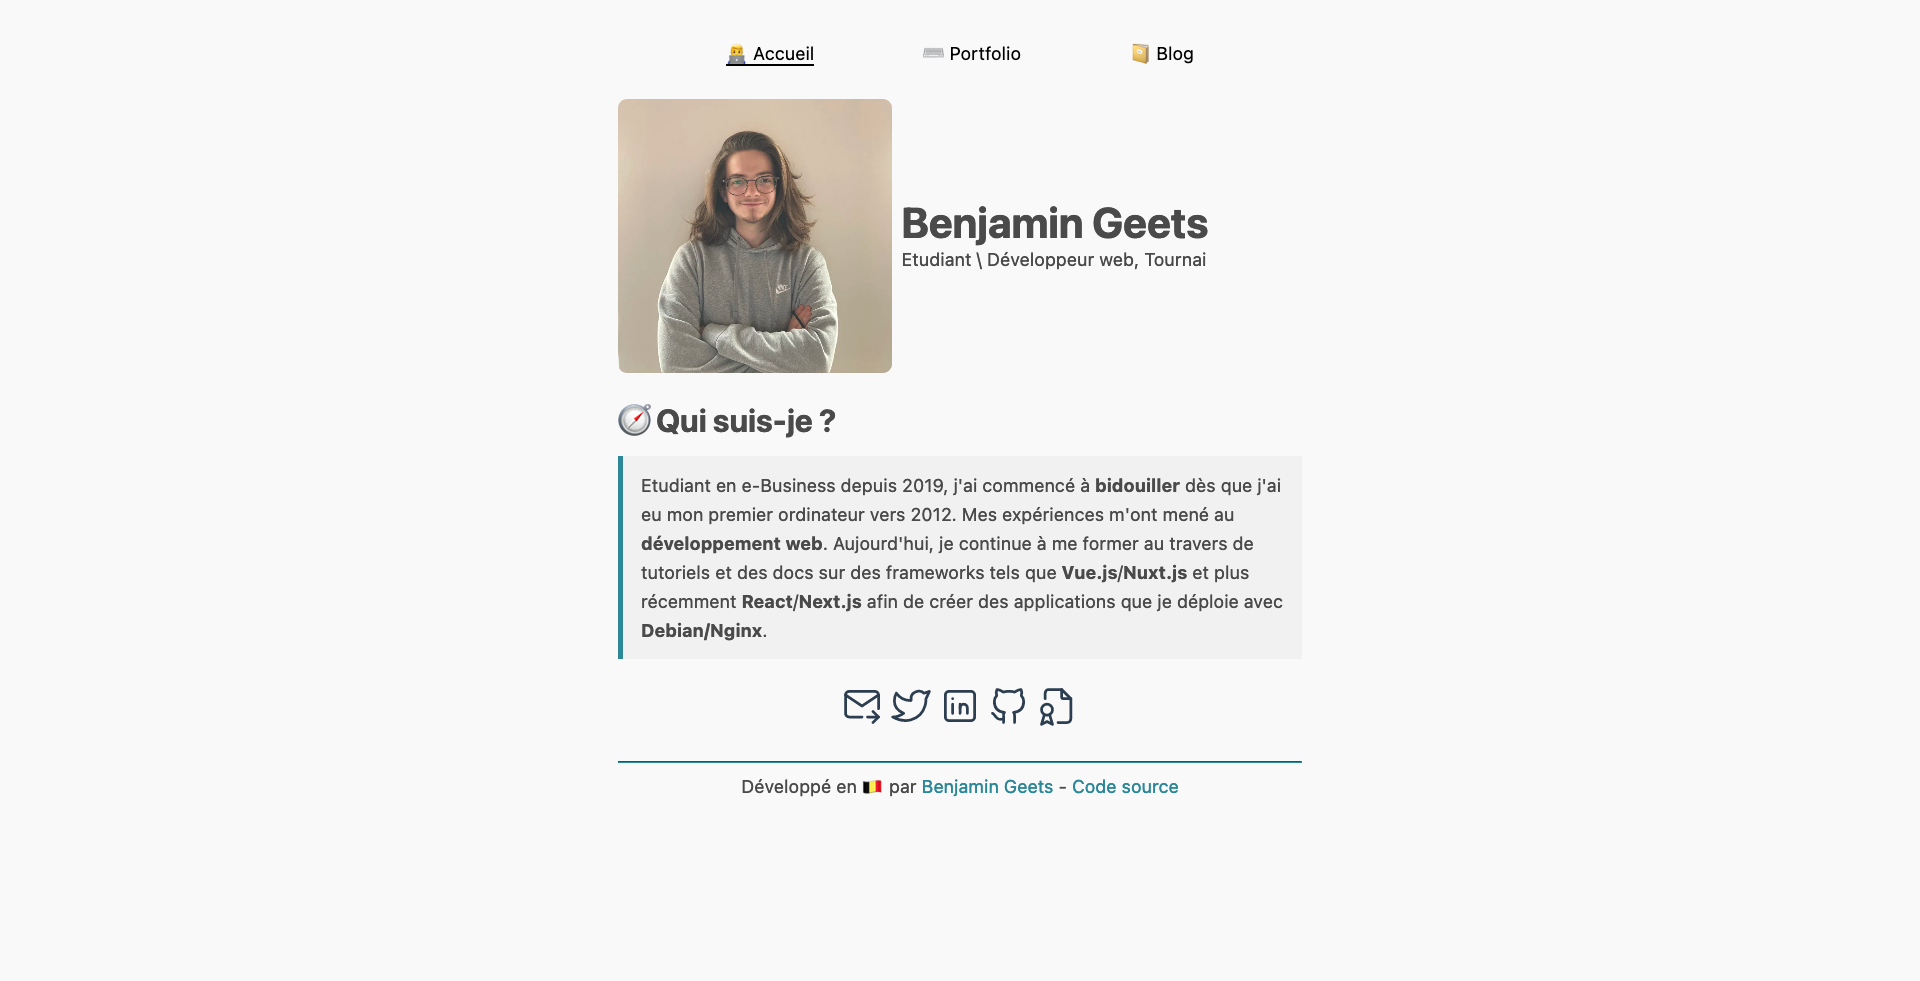 👨‍💻 Accueil
⌨️ Portfolio
📔 Blog
Benjamin Geets
Etudiant \ Développeur web, Tournai
🧭 Qui suis-je ?
Etudiant en e-Business depuis 2019, j'ai commencé à bidouiller dès que j'ai
eu mon premier ordinateur vers 2012. Mes expériences m'ont mené au
développement web. Aujourd'hui, je continue à me former au travers de
tutoriels et des docs sur des frameworks tels que Vue.js/Nuxt.js et plus
récemment React/Next.js afin de créer des applications que je déploie avec
Debian/Nginx.
in
Développé en 🇧🇪 par Benjamin Geets - Code source